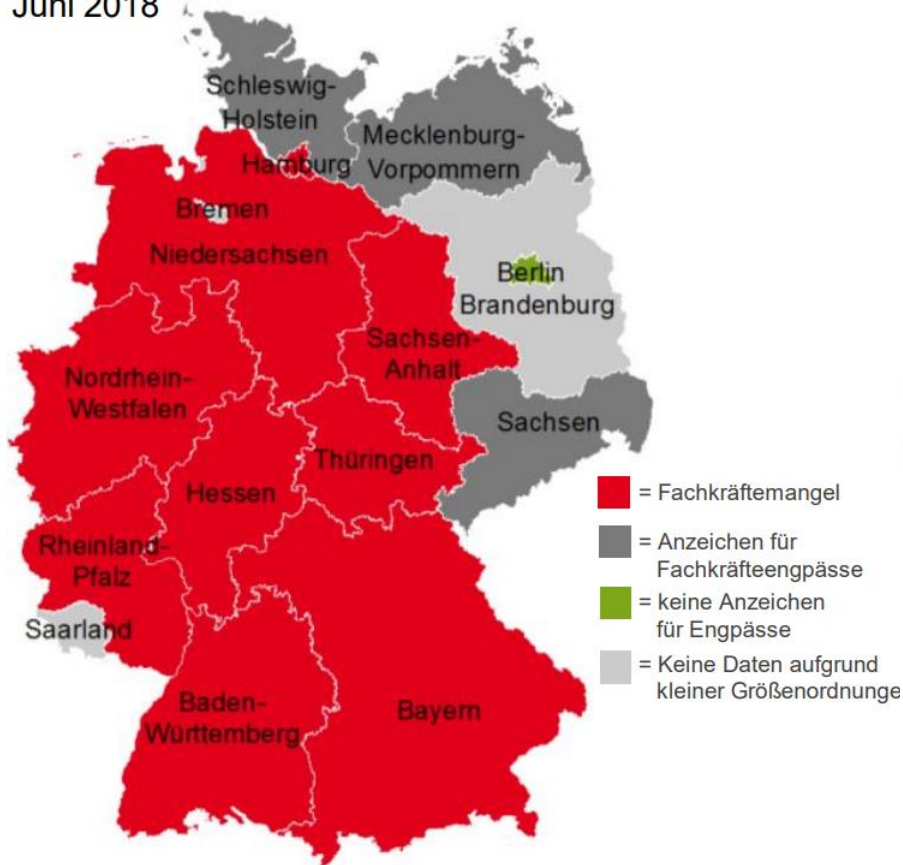 Juni 2018
Schleswig-
Holstein
Mecklenburg-
Vorpommern
Hamburg
Bremen
Niedersachsen
Berlin
Brandenburg
Sachsen-
Anhalt
Nordrhein-
Westfalen
Sachsen
Thüringen
Hessen
Rheinland-
Pfalz
Saarland
Baden-
Württemberg
Bayern
= Fachkräftemangel
= Anzeichen für
Fachkräfteengpässe
= keine Anzeichen
für Engpässe
= Keine Daten aufgrund
kleiner Größenordnunge